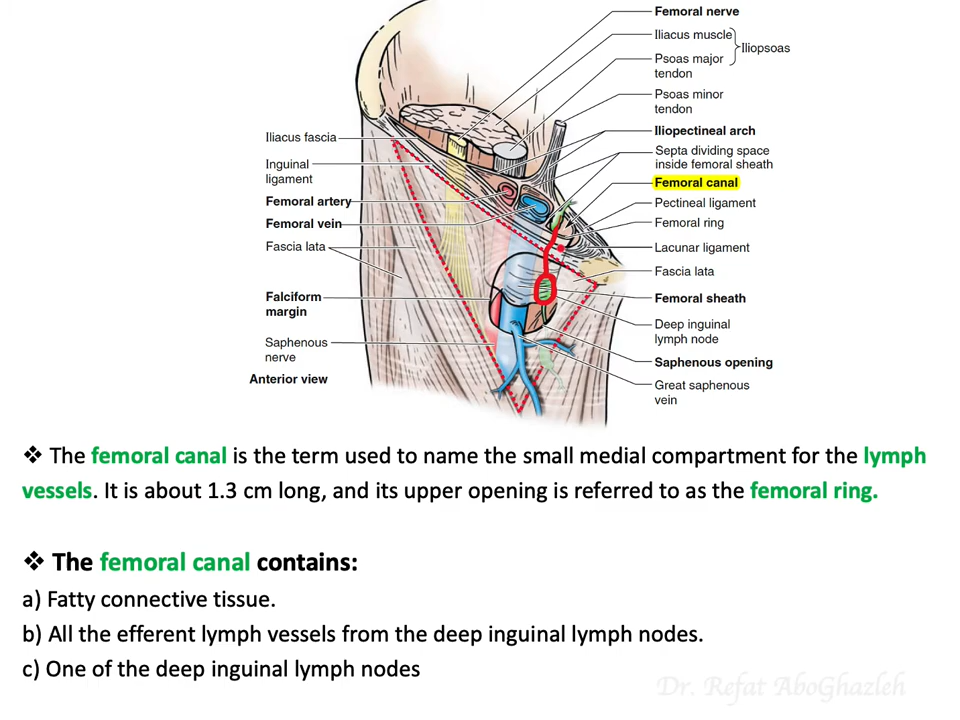 Femoral nerve
Iliacus muscle
Iliopsoas
Psoas major
tendon
Psoas minor
tendon
Iliopectineal arch
Septa dividing space
inside femoral sheath
Femoral canal
Pectineal ligament
Femoral ring
Lacunar ligament
Fascia lata
Femoral sheath
Deep inguinal
lymph node
Saphenous opening
Great saphenous
vein
Iliacus fascia
Inguinal
ligament
Femoral artery
Femoral vein
Fascia lata
Falciform
margin
Saphenous
nerve
Anterior view
❖ The femoral canal is the term used to name the small medial compartment for the lymph
vessels. It is about 1.3 cm long, and its upper opening is referred to as the femoral ring.
❖ The femoral canal contains:
a) Fatty connective tissue.
b) All the efferent lymph vessels from the deep inguinal lymph nodes.
c) One of the deep inguinal lymph nodes
Dr. Refat AboGhazleh